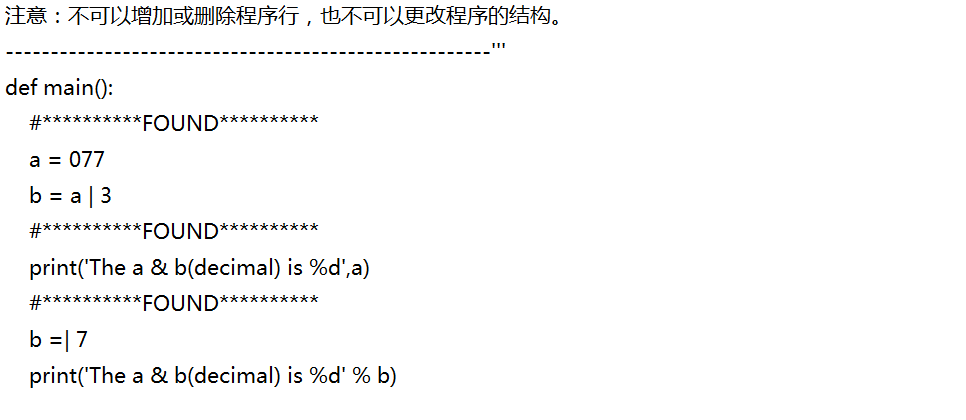 注意：不可以增加或删除程序行，也不可以更改程序的结构。
------------------------------------------------------'''
def main():
    #**********FOUND**********
    a = 077
    b = a | 3
    #**********FOUND**********
    print('The a & b(decimal) is %d',a)
    #**********FOUND**********
    b =| 7
    print('The a & b(decimal) is %d' % b)